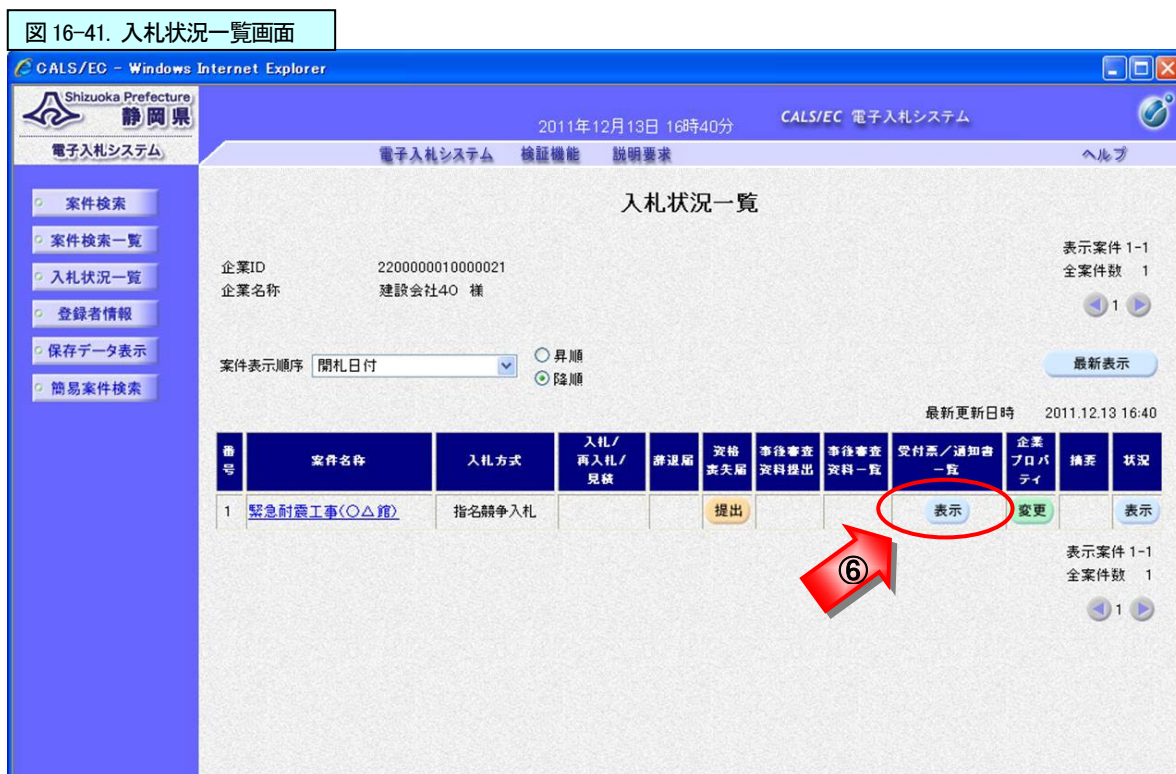 図 16-41. 入札状況一覧画面
CALS/EC - Windows Internet Explorer
Shizuoka Prefecture
静岡県
電子入札システム
2011年12月13日 16時40分
CALS/EC 電子入札システム
電子入札システム 検証機能 説明要求 ヘルプ
案件検索
案件検索一覧
入札状況一覧
登録者情報
保存データ表示
簡易案件検索
入札状況一覧
表示案件 1-1
全案件数 1
1
企業ID 2200000010000021
企業名称 建設会社40 様
案件表示順序 開札日付
昇順
降順
最新表示
最新更新日時 2011.12.13 16:40
番号 案件名称 入札方式 入札/再入札/見積 辞退届 資格喪失届 事後審査資料提出 事後審査資料一覧 受付票/通知書一覧 企業プロパティ 摘要 状況
1 緊急耐震工事(○△館) 指名競争入札 提出 表示 変更 表示
⑥
表示案件 1-1
全案件数 1
1